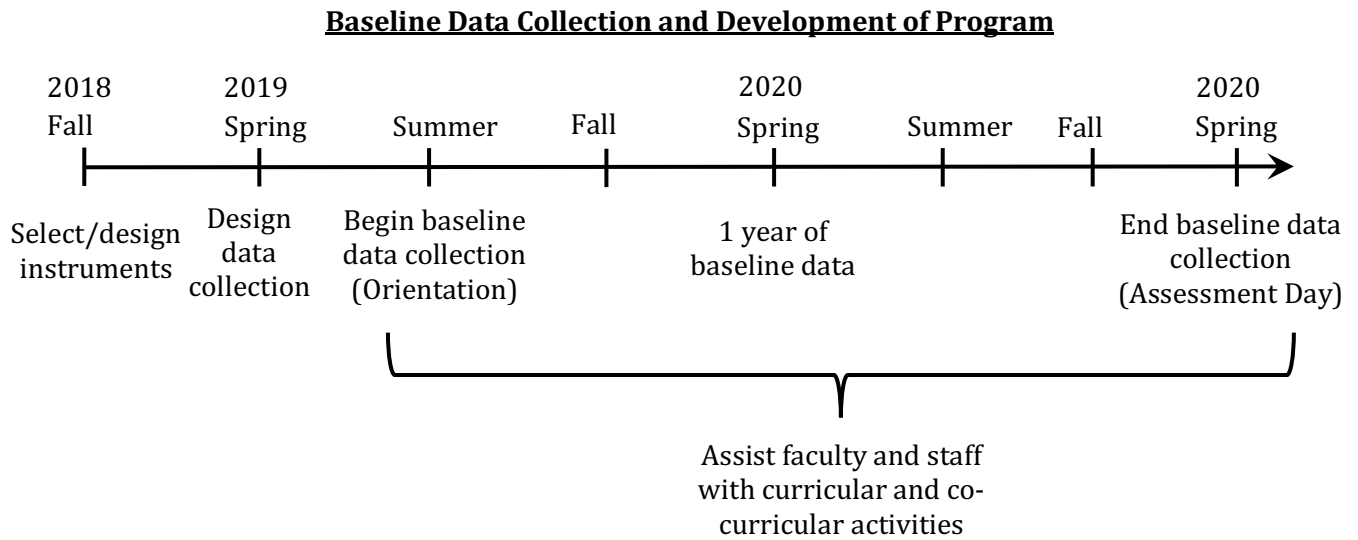 Baseline Data Collection and Development of Program
2018
Fall
2019
Spring
Summer
Fall
2020
Spring
Summer
Fall
2020
Spring
Select/design
instruments
Design
data
collection
Begin baseline
data collection
(Orientation)
1 year of
baseline data
End baseline data
collection
(Assessment Day)
Assist faculty and staff
with curricular and co-
curricular activities